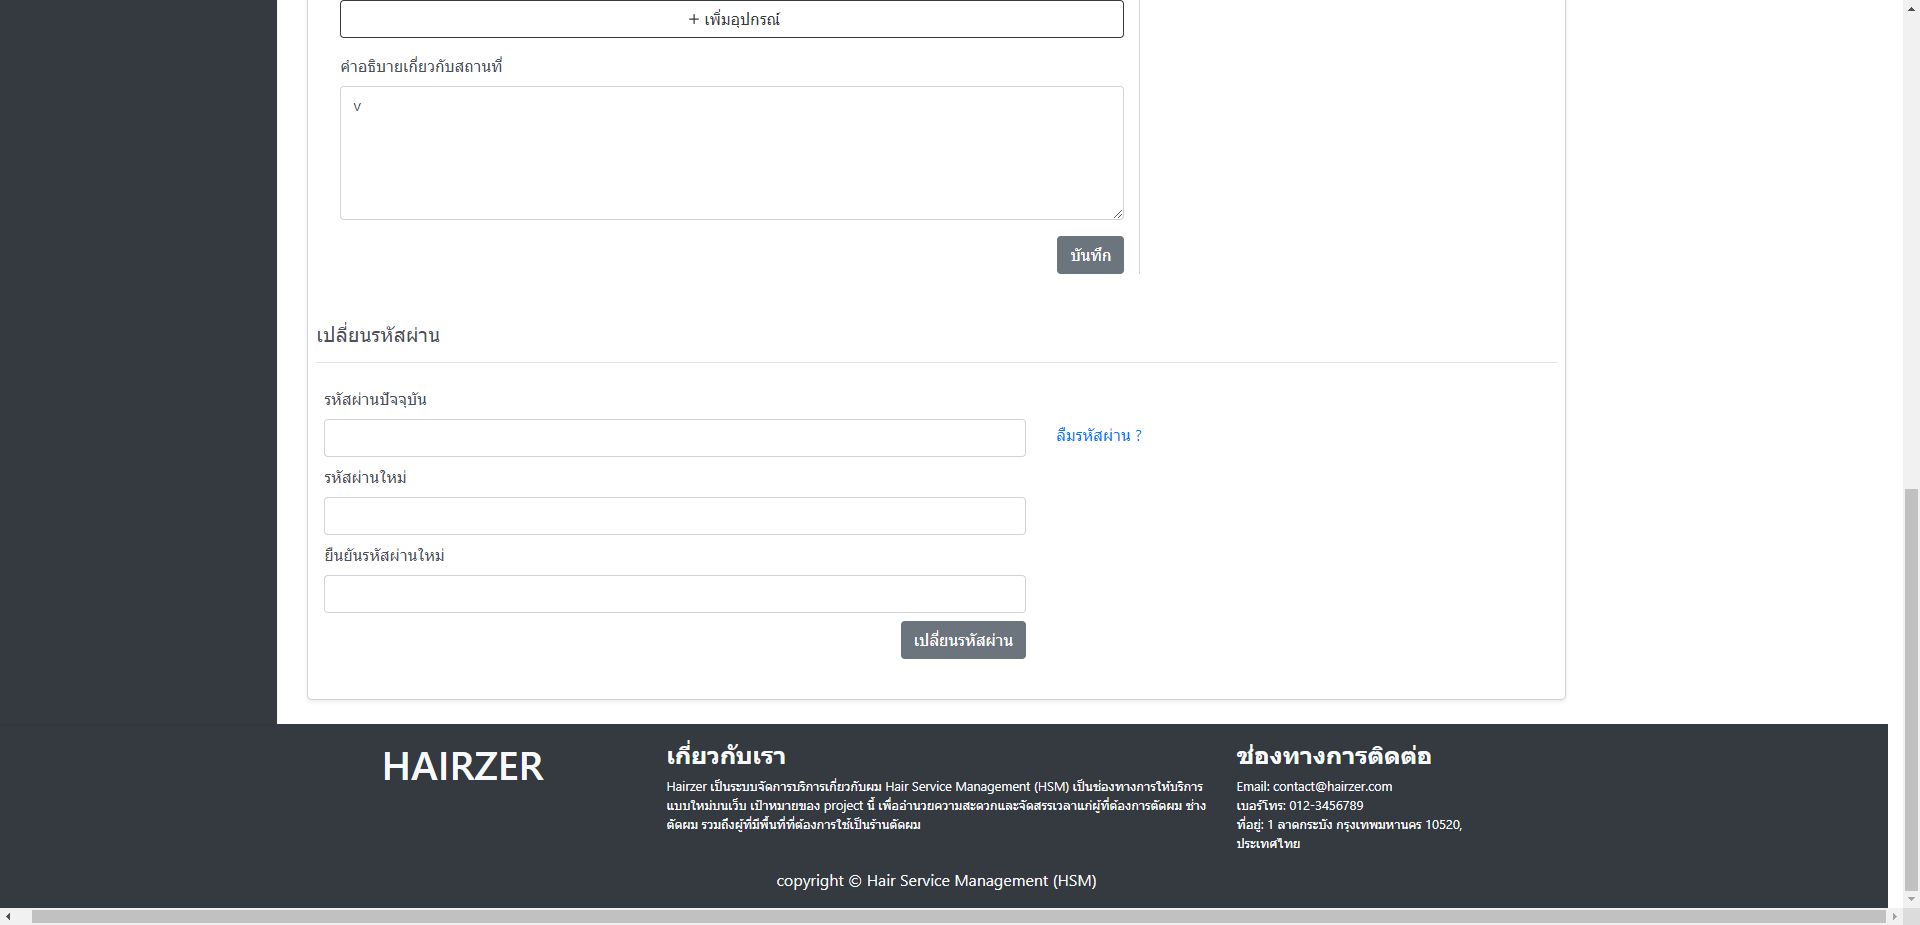 + เพิ่มอุปกรณ์
คำอธิบายเกี่ยวกับสถานที่
v
บันทึก
เปลี่ยนรหัสผ่าน
รหัสผ่านปัจจุบัน
ลืมรหัสผ่าน ?
รหัสผ่านใหม่
ยืนยันรหัสผ่านใหม่
เปลี่ยนรหัสผ่าน
HAIRZER
เกี่ยวกับเรา
Hairzer เป็นระบบจัดการบริการเกี่ยวกับผม Hair Service Management (HSM) เป็นช่องทางการให้บริการ
แบบใหม่บนเว็บ เป้าหมายของ project นี้ เพื่ออำนวยความสะดวกและจัดสรรเวลาแก่ผู้ที่ต้องการตัดผม ช่าง
ตัดผม รวมถึงผู้ที่มีพื้นที่ที่ต้องการใช้เป็นร้านตัดผม
ช่องทางการติดต่อ
Email: contact@hairzer.com
เบอร์โทร: 012-3456789
ที่อยู่: 1 ลาดกระบัง กรุงเทพมหานคร 10520,
ประเทศไทย
copyright © Hair Service Management (HSM)